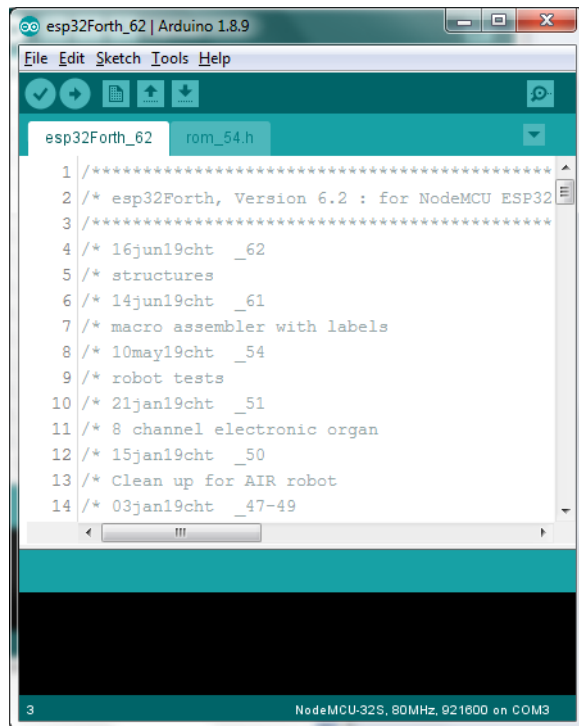 esp32Forth_62 | Arduino 1.8.9
File Edit Sketch Tools Help
esp32Forth_62 rom_54.h
1 /***********************************************
2 /* esp32Forth, Version 6.2 : for NodeMCU ESP32
3 /***********************************************
4 /* 16jun19cht  _62
5 /* structures
6 /* 14jun19cht  _61
7 /* macro assembler with labels
8 /* 10may19cht  _54
9 /* robot tests
10 /* 21jan19cht  _51
11 /* 8 channel electronic organ
12 /* 15jan19cht  _50
13 /* Clean up for AIR robot
14 /* 03jan19cht  _47-49
3 NodeMCU-32S, 80MHz, 921600 on COM3